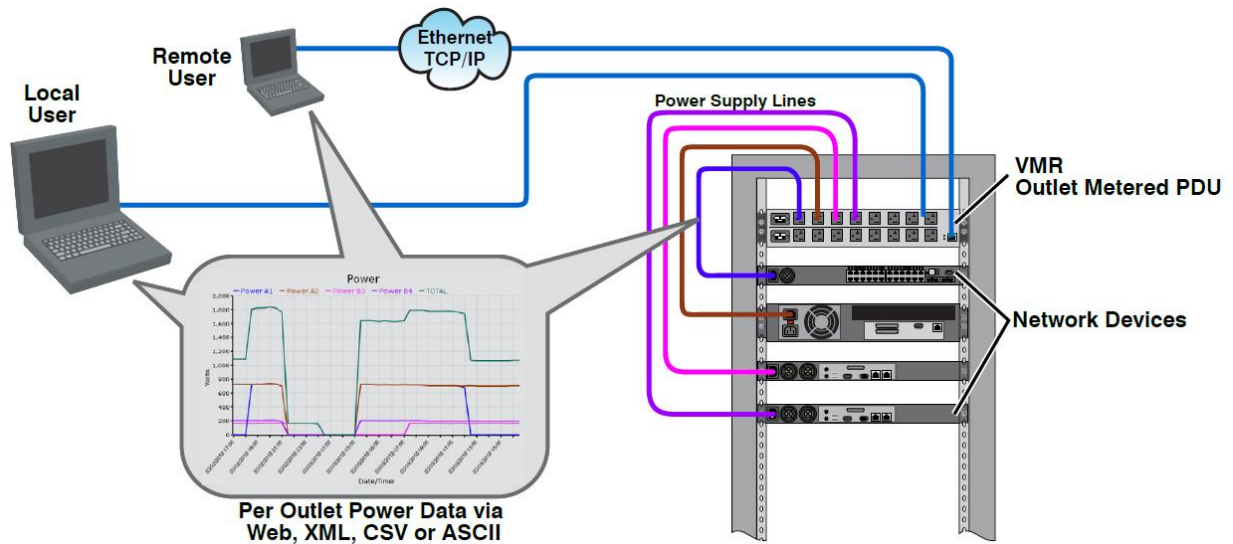 Ethernet
TCP/IP
Remote
User
Local
User
Power Supply Lines
VMR
Outlet Metered PDU
Network Devices
Power
Power A1 Power A2 Power B3 Power B4 TOTAL
2,000
1,800
1,600
1,400
1,200
1,000
800
600
400
200
0
Watts
Date/Time
Per Outlet Power Data via
Web, XML, CSV or ASCII